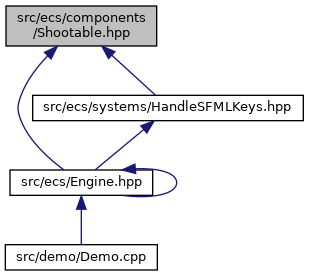 src/ecs/components
/Shootable.hpp
src/ecs/systems/HandleSFMLKeys.hpp
src/ecs/Engine.hpp
src/demo/Demo.cpp